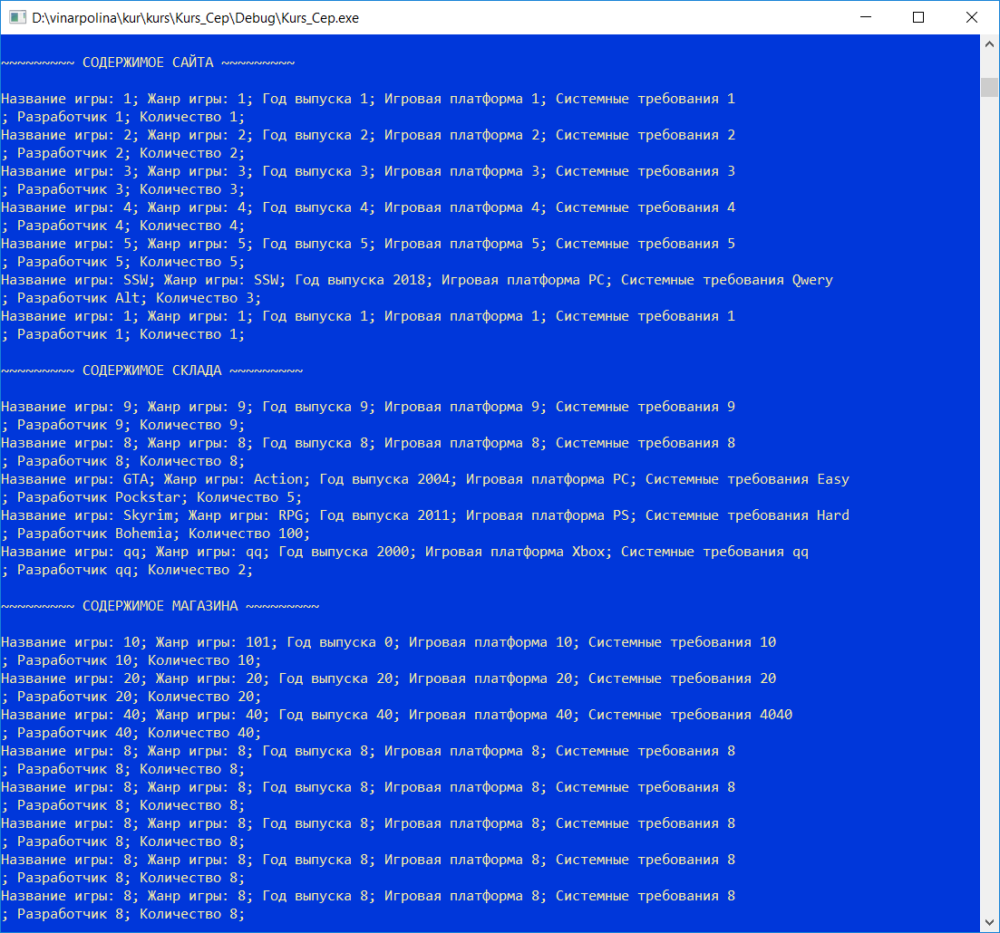 D:\vinarpolina\kur\kurs\Kurs_Cep\Debug\Kurs_Cep.exe
~~~~~~~~~ СОДЕРЖИМОЕ САЙТА ~~~~~~~~~
Название игры: 1; Жанр игры: 1; Год выпуска 1; Игровая платформа 1; Системные требования 1
; Разработчик 1; Количество 1;
Название игры: 2; Жанр игры: 2; Год выпуска 2; Игровая платформа 2; Системные требования 2
; Разработчик 2; Количество 2;
Название игры: 3; Жанр игры: 3; Год выпуска 3; Игровая платформа 3; Системные требования 3
; Разработчик 3; Количество 3;
Название игры: 4; Жанр игры: 4; Год выпуска 4; Игровая платформа 4; Системные требования 4
; Разработчик 4; Количество 4;
Название игры: 5; Жанр игры: 5; Год выпуска 5; Игровая платформа 5; Системные требования 5
; Разработчик 5; Количество 5;
Название игры: SSW; Жанр игры: SSW; Год выпуска 2018; Игровая платформа PC; Системные требования Qwery
; Разработчик Alt; Количество 3;
Название игры: 1; Жанр игры: 1; Год выпуска 1; Игровая платформа 1; Системные требования 1
; Разработчик 1; Количество 1;
~~~~~~~~~ СОДЕРЖИМОЕ СКЛАДА ~~~~~~~~~
Название игры: 9; Жанр игры: 9; Год выпуска 9; Игровая платформа 9; Системные требования 9
; Разработчик 9; Количество 9;
Название игры: 8; Жанр игры: 8; Год выпуска 8; Игровая платформа 8; Системные требования 8
; Разработчик 8; Количество 8;
Название игры: GTA; Жанр игры: Action; Год выпуска 2004; Игровая платформа PC; Системные требования Easy
; Разработчик Pockstar; Количество 5;
Название игры: Skyrim; Жанр игры: RPG; Год выпуска 2011; Игровая платформа PS; Системные требования Hard
; Разработчик Bohemia; Количество 100;
Название игры: qq; Жанр игры: qq; Год выпуска 2000; Игровая платформа Xbox; Системные требования qq
; Разработчик qq; Количество 2;
~~~~~~~~~ СОДЕРЖИМОЕ МАГАЗИНА ~~~~~~~~~
Название игры: 10; Жанр игры: 101; Год выпуска 0; Игровая платформа 10; Системные требования 10
; Разработчик 10; Количество 10;
Название игры: 20; Жанр игры: 20; Год выпуска 20; Игровая платформа 20; Системные требования 20
; Разработчик 20; Количество 20;
Название игры: 40; Жанр игры: 40; Год выпуска 40; Игровая платформа 40; Системные требования 4040
; Разработчик 40; Количество 40;
Название игры: 8; Жанр игры: 8; Год выпуска 8; Игровая платформа 8; Системные требования 8
; Разработчик 8; Количество 8;
Название игры: 8; Жанр игры: 8; Год выпуска 8; Игровая платформа 8; Системные требования 8
; Разработчик 8; Количество 8;
Название игры: 8; Жанр игры: 8; Год выпуска 8; Игровая платформа 8; Системные требования 8
; Разработчик 8; Количество 8;
Название игры: 8; Жанр игры: 8; Год выпуска 8; Игровая платформа 8; Системные требования 8
; Разработчик 8; Количество 8;
Название игры: 8; Жанр игры: 8; Год выпуска 8; Игровая платформа 8; Системные требования 8
; Разработчик 8; Количество 8;